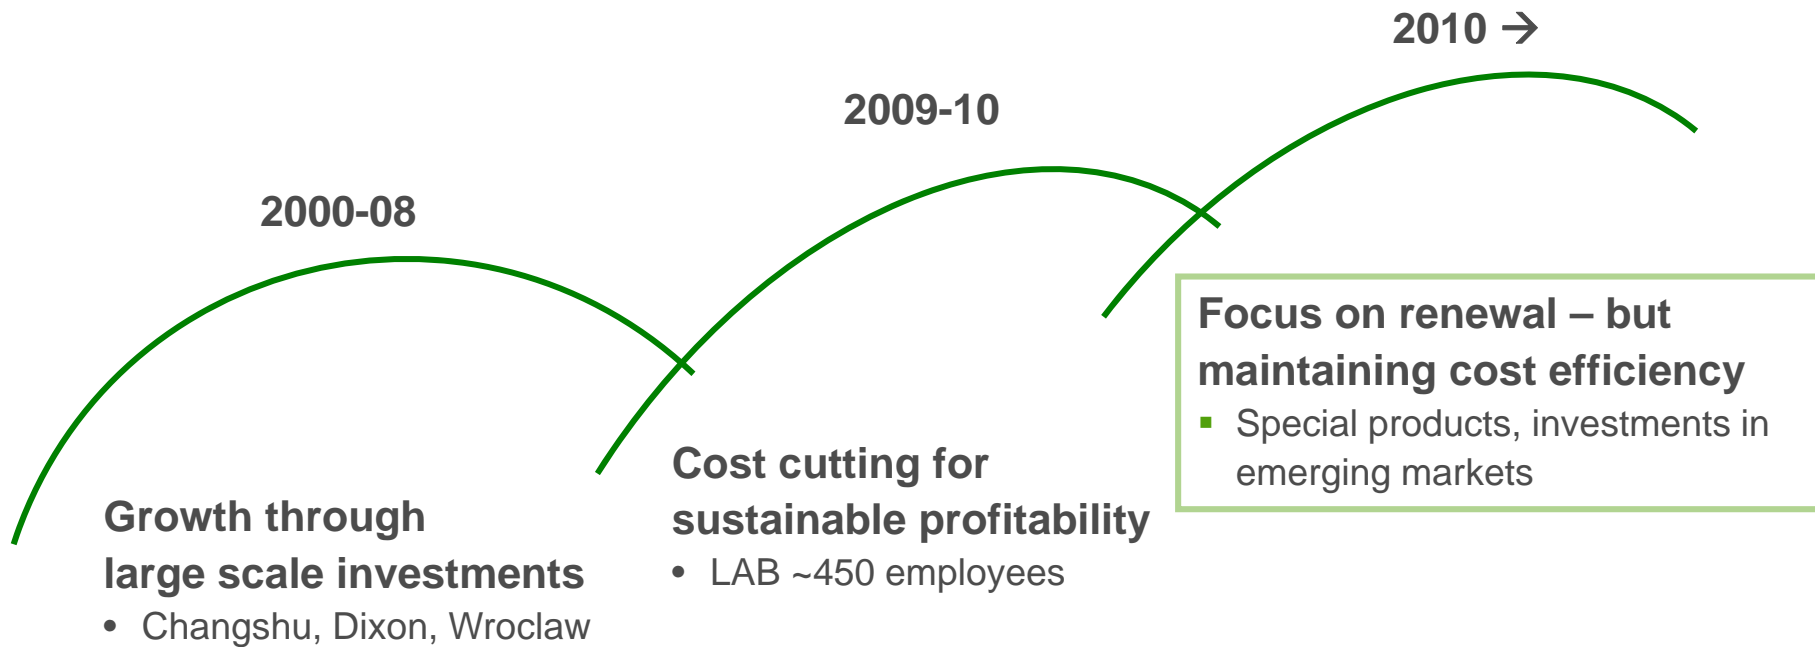 2000-08
Growth through
large scale investments
• Changshu, Dixon, Wroclaw
2009-10
Cost cutting for
sustainable profitability
• LAB ~450 employees
2010 →
Focus on renewal – but
maintaining cost efficiency
▪ Special products, investments in
emerging markets